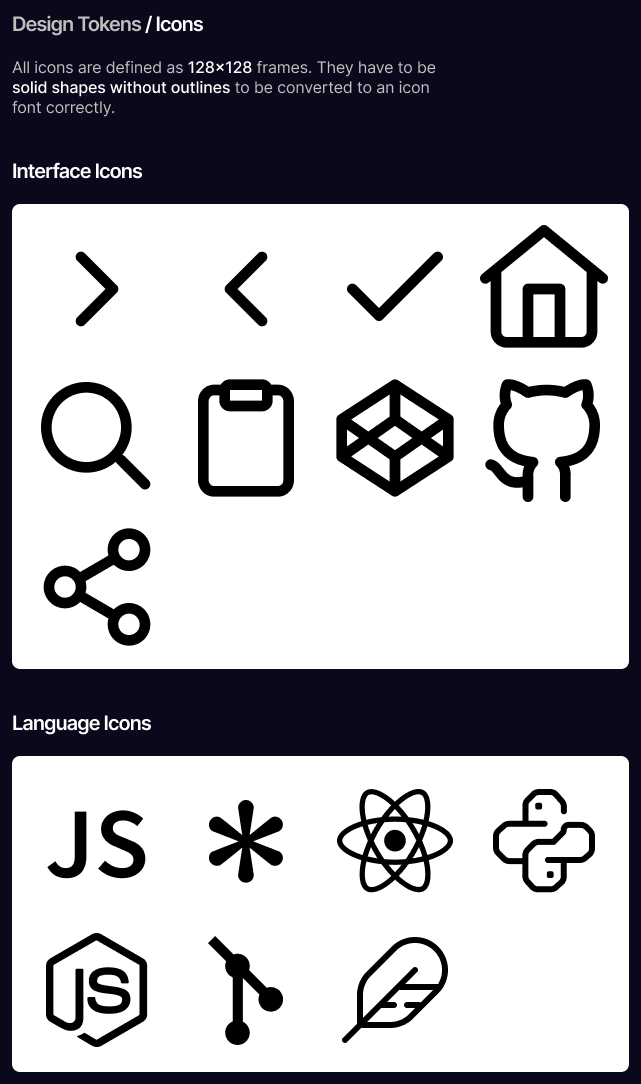 Design Tokens / Icons
All icons are defined as 128×128 frames. They have to be
solid shapes without outlines to be converted to an icon
font correctly.
Interface Icons
Language Icons
JS
JS